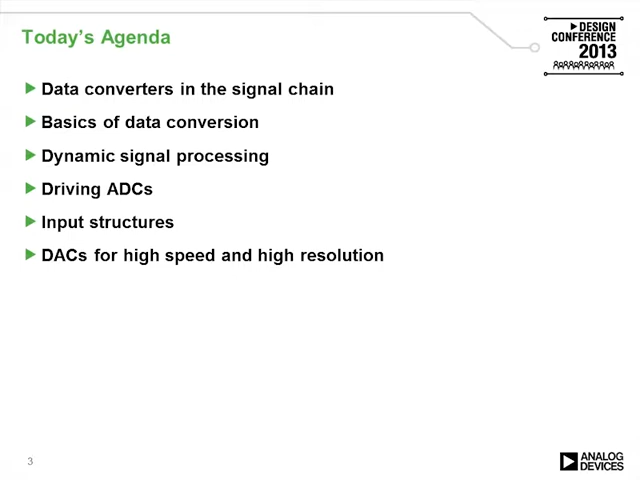 Today's Agenda
DESIGN
CONFERENCE
2013
Data converters in the signal chain
Basics of data conversion
Dynamic signal processing
Driving ADCs
Input structures
DACs for high speed and high resolution
3
ANALOG
DEVICES